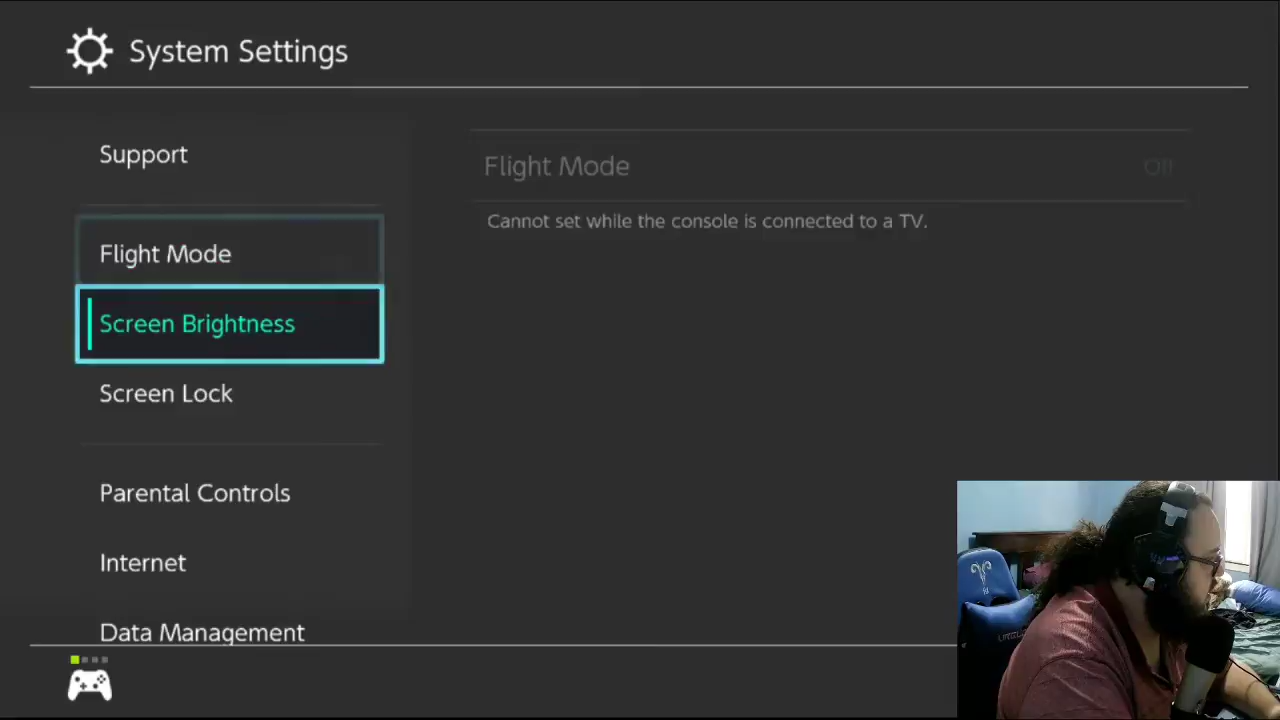 System Settings
Support
Flight Mode
Screen Brightness
Screen Lock
Parental Controls
Internet
Data Management
Flight Mode Off
Cannot set while the console is connected to a TV.